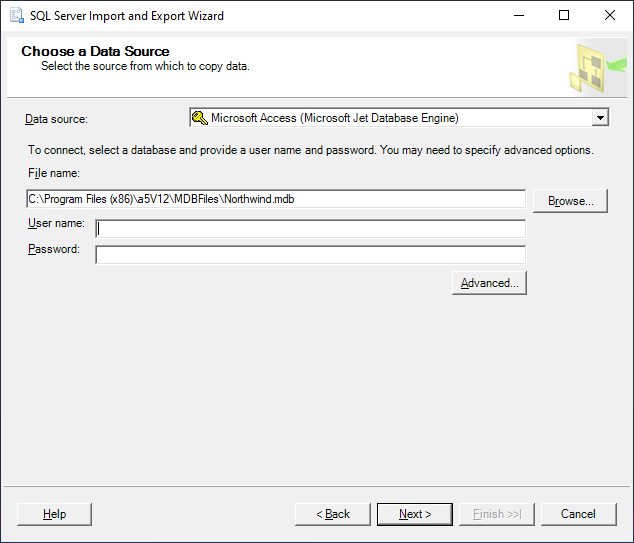 SQL Server Import and Export Wizard
Choose a Data Source
Select the source from which to copy data.
Data source: Microsoft Access (Microsoft Jet Database Engine)
To connect, select a database and provide a user name and password. You may need to specify advanced options.
File name:
C:\Program Files (x86)\a5V12\MDBFiles\Northwind.mdb Browse...
User name:
Password:
Advanced...
Help < Back Next > Finish >>| Cancel